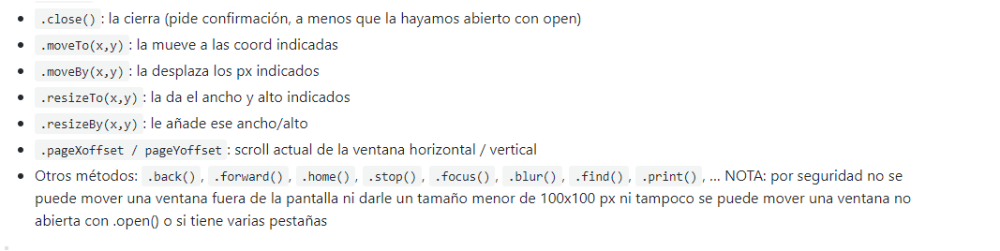 .close() : la cierra (pide confirmación, a menos que la hayamos abierto con open)
.moveTo(x,y) : la mueve a las coord indicadas
.moveBy(x,y) : la desplaza los px indicados
.resizeTo(x,y) : la da el ancho y alto indicados
.resizeBy(x,y) : le añade ese ancho/alto
.pageXoffset / pageYoffset : scroll actual de la ventana horizontal / vertical
Otros métodos: .back() , .forward() , .home() , .stop() , .focus() , .blur() , .find() , .print() , … NOTA: por seguridad no se
puede mover una ventana fuera de la pantalla ni darle un tamaño menor de 100x100 px ni tampoco se puede mover una ventana no
abierta con .open() o si tiene varias pestañas